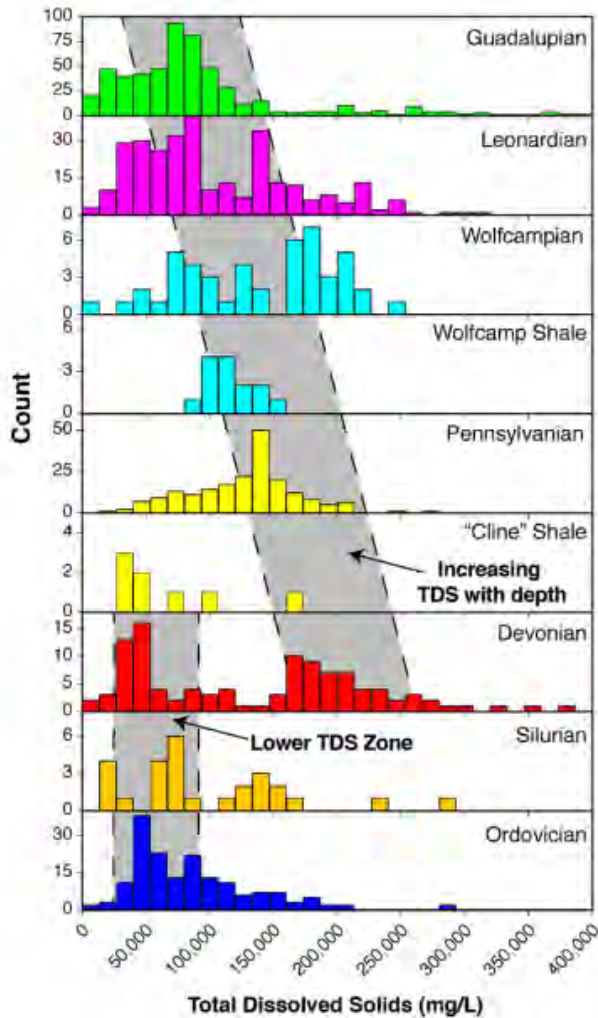 100
75
50
25
0
Guadalupian
30
15
0
Leonardian
6
3
0
Wolfcampian
6
3
0
Wolfcamp Shale
50
25
0
Pennsylvanian
4
2
0
"Cline" Shale
Increasing
TDS with depth
15
10
5
0
Devonian
6
3
0
Silurian
Lower TDS Zone
30
15
0
Ordovician
Count
0
50,000
100,000
150,000
200,000
250,000
300,000
350,000
400,000
Total Dissolved Solids (mg/L)